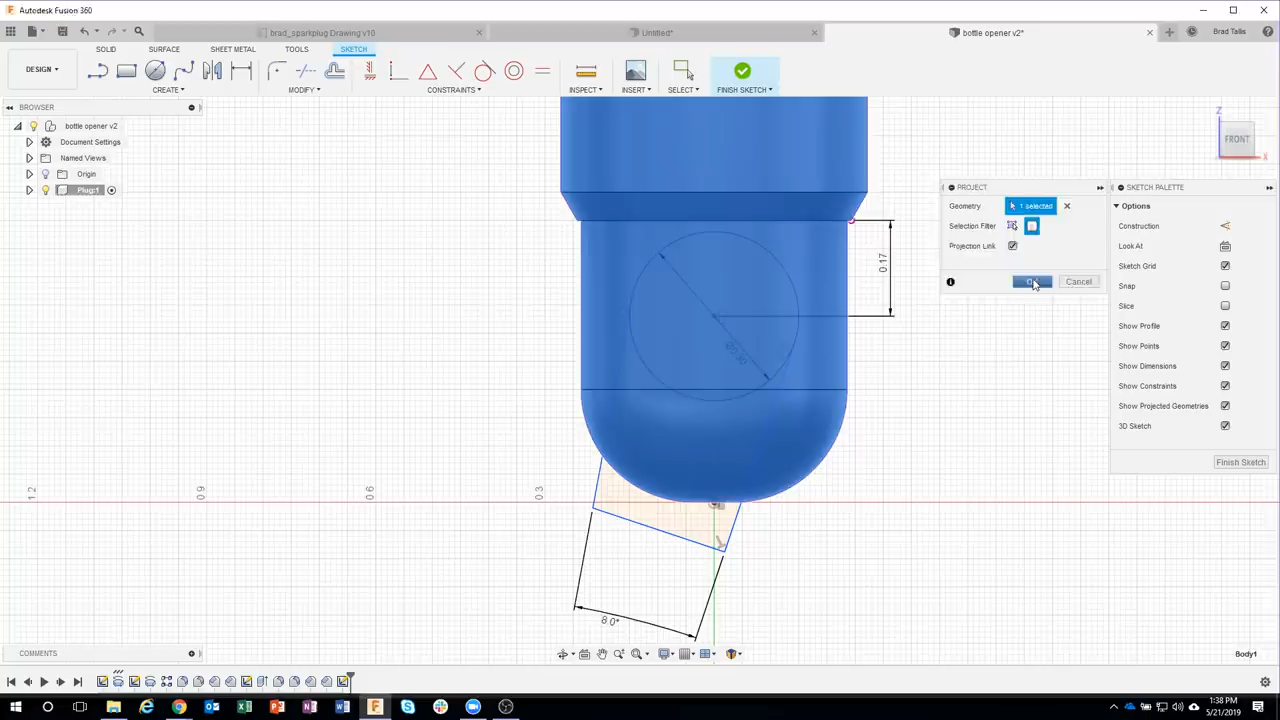 Autodesk Fusion 360
brad_sparkplug Drawing v10
Untitled*
bottle opener v2*
Brad Tallis
SOLID
SURFACE
SHEET METAL
TOOLS
SKETCH
DESIGN
CREATE
MODIFY
CONSTRAINTS
INSPECT
INSERT
SELECT
FINISH SKETCH
BROWSER
bottle opener v2
Document Settings
Named Views
Origin
Plug:1
Z
FRONT
X
PROJECT
Geometry
1 selected
Selection Filter
Projection Link
Cancel
SKETCH PALETTE
Options
Construction
Look At
Sketch Grid
Snap
Slice
Show Profile
Show Points
Show Dimensions
Show Constraints
Show Projected Geometries
3D Sketch
Finish Sketch
0.17
Ø0.30
1.2
0.9
0.6
0.3
8.0°
COMMENTS
Body1
1:38 PM
5/21/2019